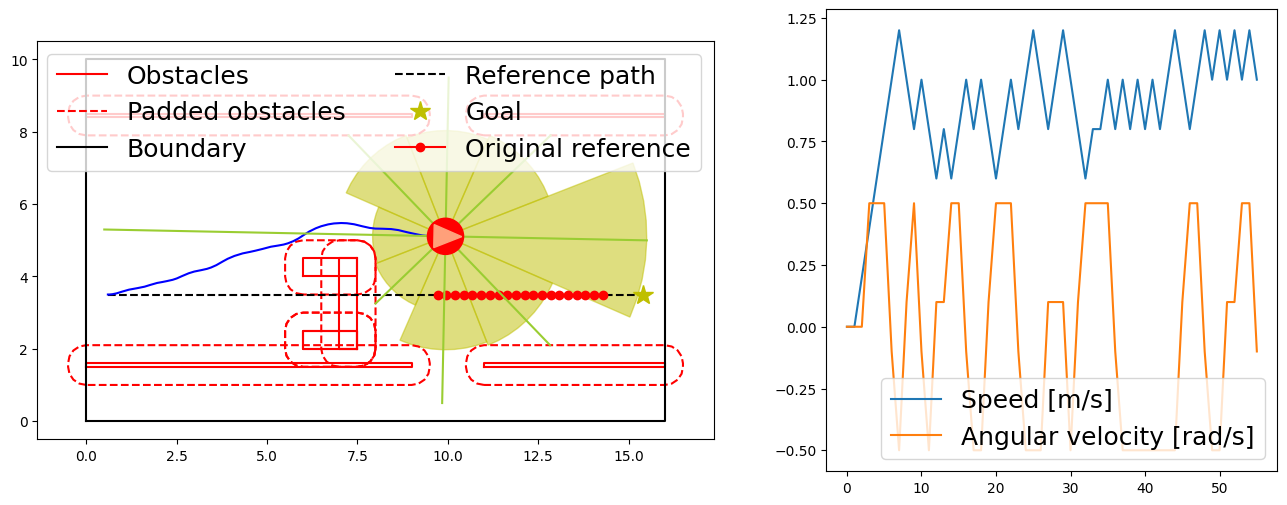 Obstacles
Padded obstacles
Boundary
Reference path
Goal
Original reference
10
8
6
4
2
0
0.0 2.5 5.0 7.5 10.0 12.5 15.0
1.25
1.00
0.75
0.50
0.25
0.00
−0.25
−0.50
Speed [m/s]
Angular velocity [rad/s]
0 10 20 30 40 50